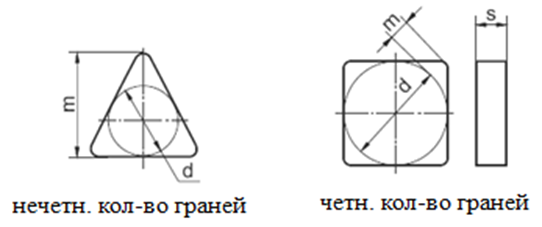 m
d
нечетн. кол-во граней
m
d
s
четн. кол-во граней